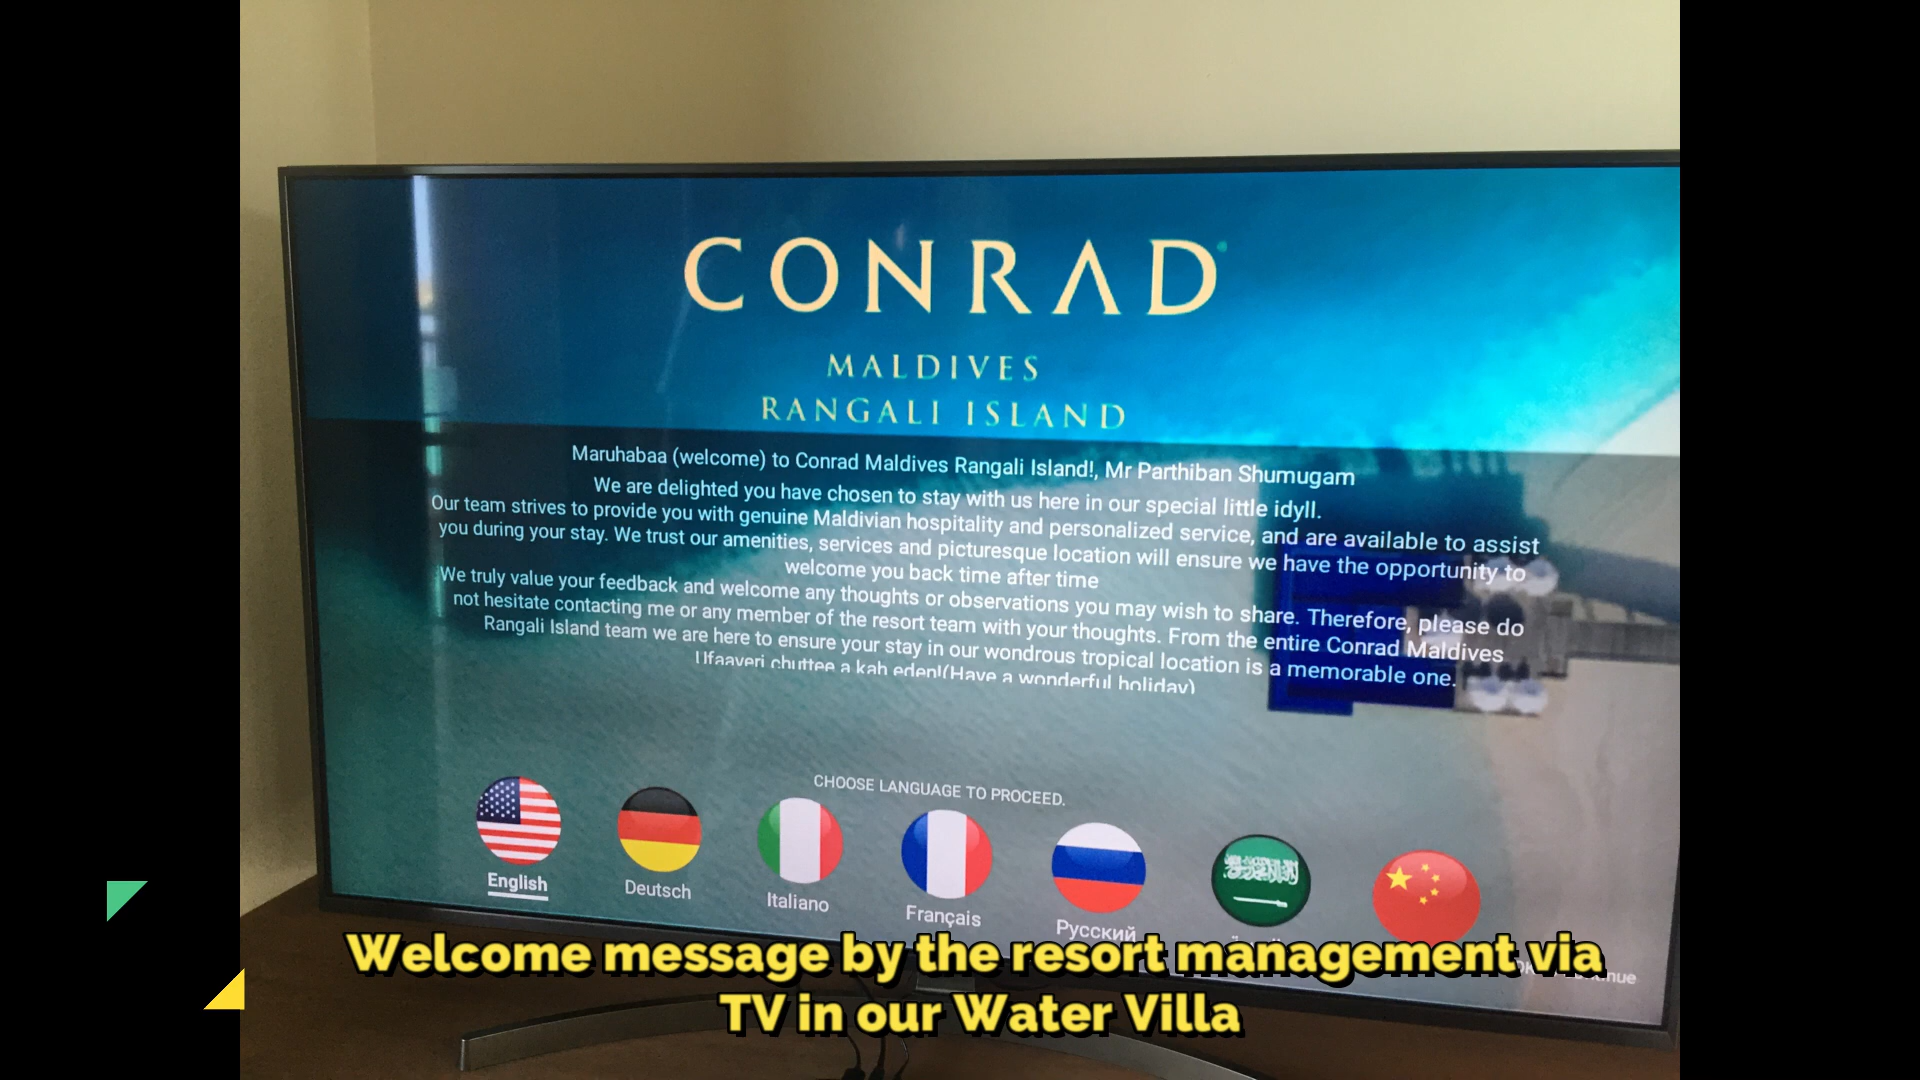 CONRAD
MALDIVES
RANGALI ISLAND
Maruhabaa (welcome) to Conrad Maldives Rangali Island!, Mr Parthiban Shumugam
We are delighted you have chosen to stay with us here in our special little idyll.
Our team strives to provide you with genuine Maldivian hospitality and personalized service, and are available to assist
you during your stay. We trust our amenities, services and picturesque location will ensure we have the opportunity to
welcome you back time after time
We truly value your feedback and welcome any thoughts or observations you may wish to share. Therefore, please do
not hesitate contacting me or any member of the resort team with your thoughts. From the entire Conrad Maldives
Rangali Island team we are here to ensure your stay in our wondrous tropical location is a memorable one.
Ufaaveri chuttee a kah eden!(Have a wonderful holiday)
CHOOSE LANGUAGE TO PROCEED.
English
Deutsch
Italiano
Français
Русский
Welcome message by the resort management via
TV in our Water Villa